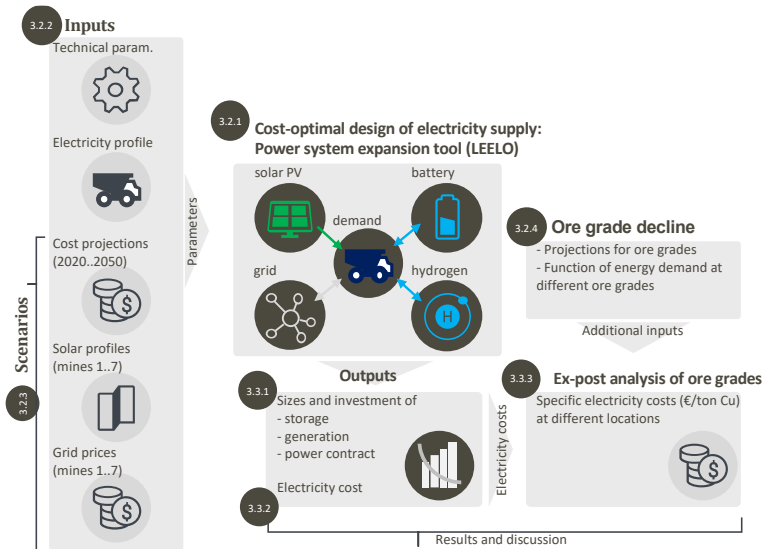 3.2.2 Inputs
Technical param.
Electricity profile
Cost projections
(2020..2050)
$
Solar profiles
(mines 1..7)
Grid prices
(mines 1..7)
$
Scenarios
3.2.3
Parameters
3.2.1
Cost-optimal design of electricity supply:
Power system expansion tool (LEELO)
solar PV
battery
demand
grid
hydrogen
H
3.2.4 Ore grade decline
- Projections for ore grades
- Function of energy demand at
different ore grades
Additional inputs
Outputs
3.3.1
Sizes and investment of
- storage
- generation
- power contract
Electricity cost
3.3.2
Electricity costs
3.3.3 Ex-post analysis of ore grades
Specific electricity costs (€/ton Cu)
at different locations
$
Results and discussion